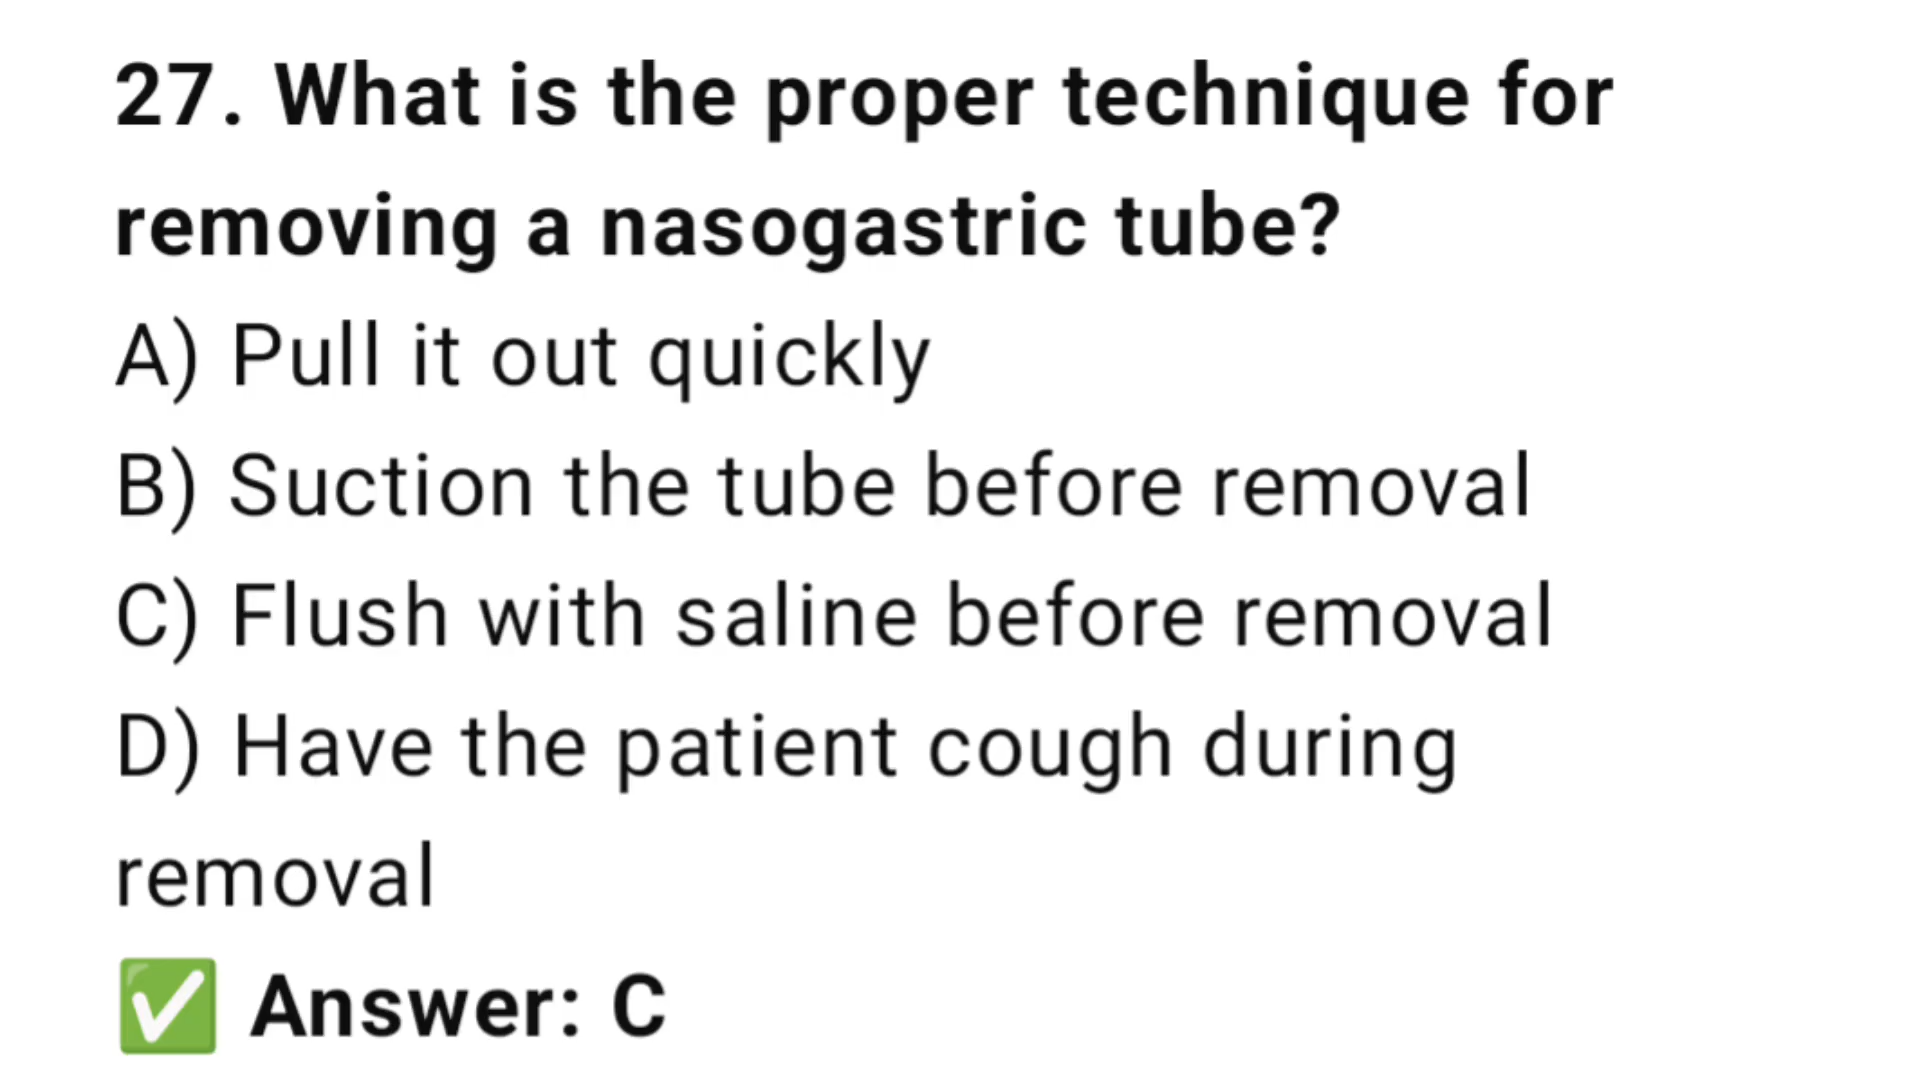 27. What is the proper technique for
removing a nasogastric tube?
A) Pull it out quickly
B) Suction the tube before removal
C) Flush with saline before removal
D) Have the patient cough during
removal
✅ Answer: C